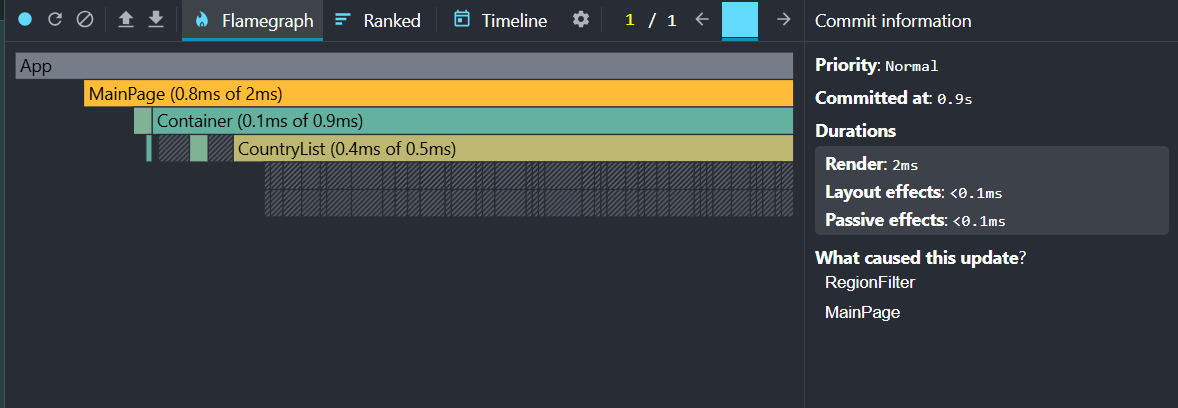 Flamegraph Ranked Timeline 1 / 1 Commit information
App
MainPage (0.8ms of 2ms)
Container (0.1ms of 0.9ms)
CountryList (0.4ms of 0.5ms)
Priority: Normal
Committed at: 0.9s
Durations
Render: 2ms
Layout effects: <0.1ms
Passive effects: <0.1ms
What caused this update?
RegionFilter
MainPage